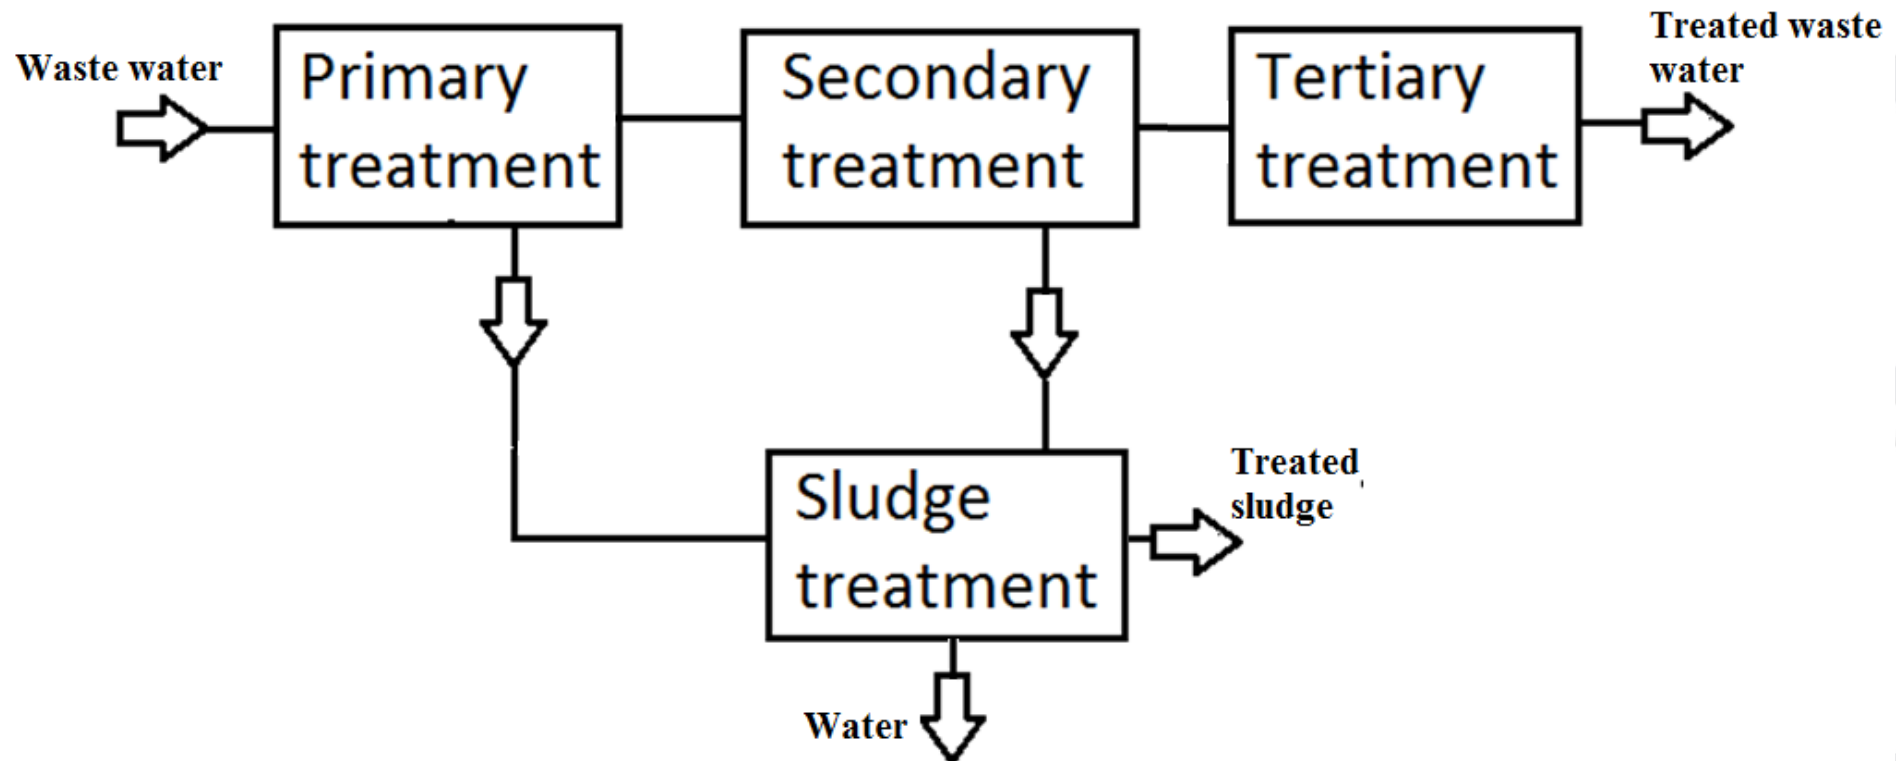 Waste water
Primary
treatment
Secondary
treatment
Tertiary
treatment
Treated waste
water
Sludge
treatment
Treated
sludge
Water